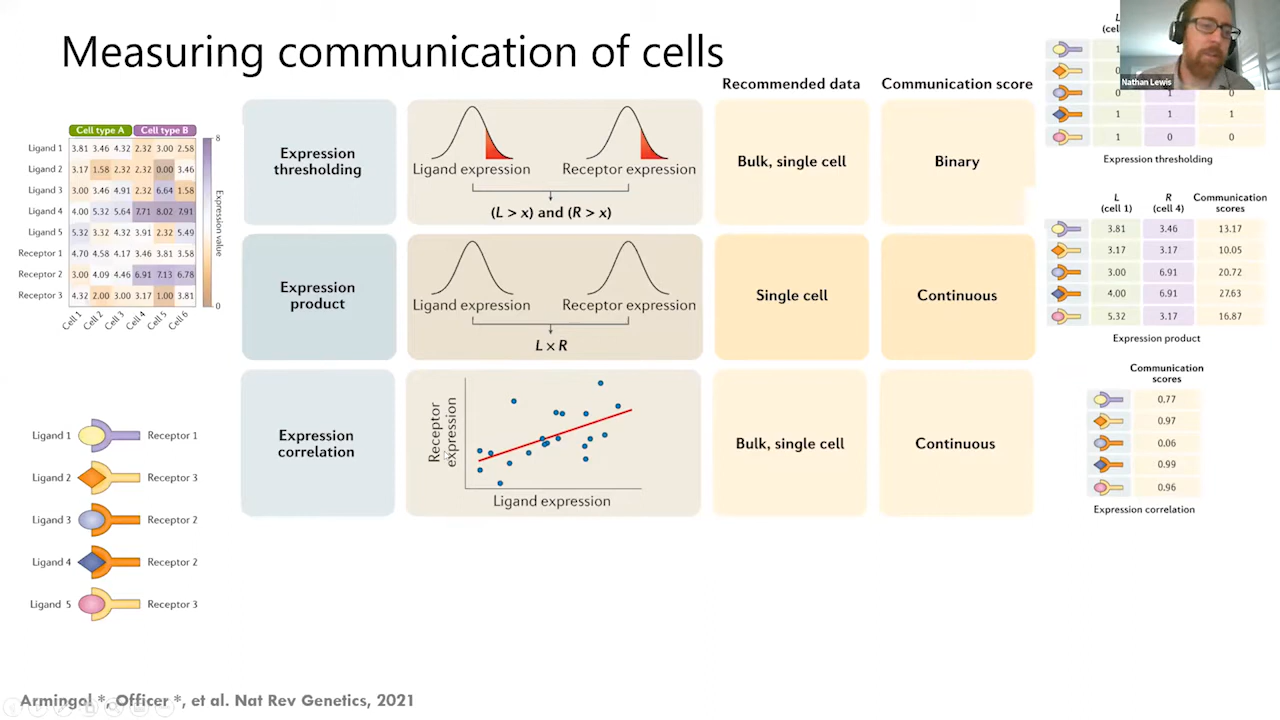 Measuring communication of cells
Recommended data
Communication score
Cell type A Cell type B
Ligand 1 3.81 3.46 4.32 2.32 3.00 2.58
Ligand 2 3.17 1.58 2.32 2.32 0.00 3.46
Ligand 3 3.00 3.46 4.91 2.32 6.64 1.58
Ligand 4 4.00 5.32 5.64 7.71 8.02 7.91
Ligand 5 5.32 3.32 4.32 3.91 2.32 5.49
Receptor 1 4.70 4.58 4.17 3.46 3.81 3.58
Receptor 2 3.00 4.09 4.46 6.91 7.13 6.78
Receptor 3 4.32 2.00 3.00 3.17 1.00 3.81
Cell 1 Cell 2 Cell 3 Cell 4 Cell 5 Cell 6
8
Expression value
0
Ligand 1 Receptor 1
Ligand 2 Receptor 3
Ligand 3 Receptor 2
Ligand 4 Receptor 2
Ligand 5 Receptor 3
Expression
thresholding
Ligand expression
Receptor expression
(L > x) and (R > x)
Bulk, single cell
Binary
Expression
product
Ligand expression
Receptor expression
L × R
Single cell
Continuous
Expression
correlation
Receptor
expression
Ligand expression
Bulk, single cell
Continuous
Nathan Lewis
0 1 0
1 1 1
1 0 0
Expression thresholding
L
(cell 1)
R
(cell 4)
Communication
scores
3.81 3.46 13.17
3.17 3.17 10.05
3.00 6.91 20.72
4.00 6.91 27.63
5.32 3.17 16.87
Expression product
Communication
scores
0.77
0.97
0.06
0.99
0.96
Expression correlation
Armingol *, Officer *, et al. Nat Rev Genetics, 2021